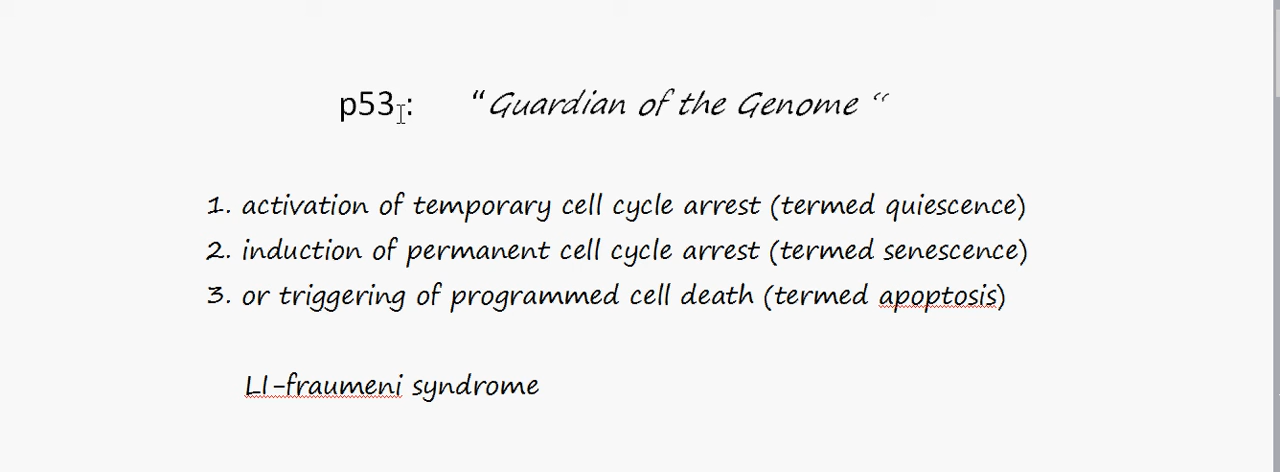 p53: “Guardian of the Genome “
1. activation of temporary cell cycle arrest (termed quiescence)
2. induction of permanent cell cycle arrest (termed senescence)
3. or triggering of programmed cell death (termed apoptosis)
LI-fraumeni syndrome